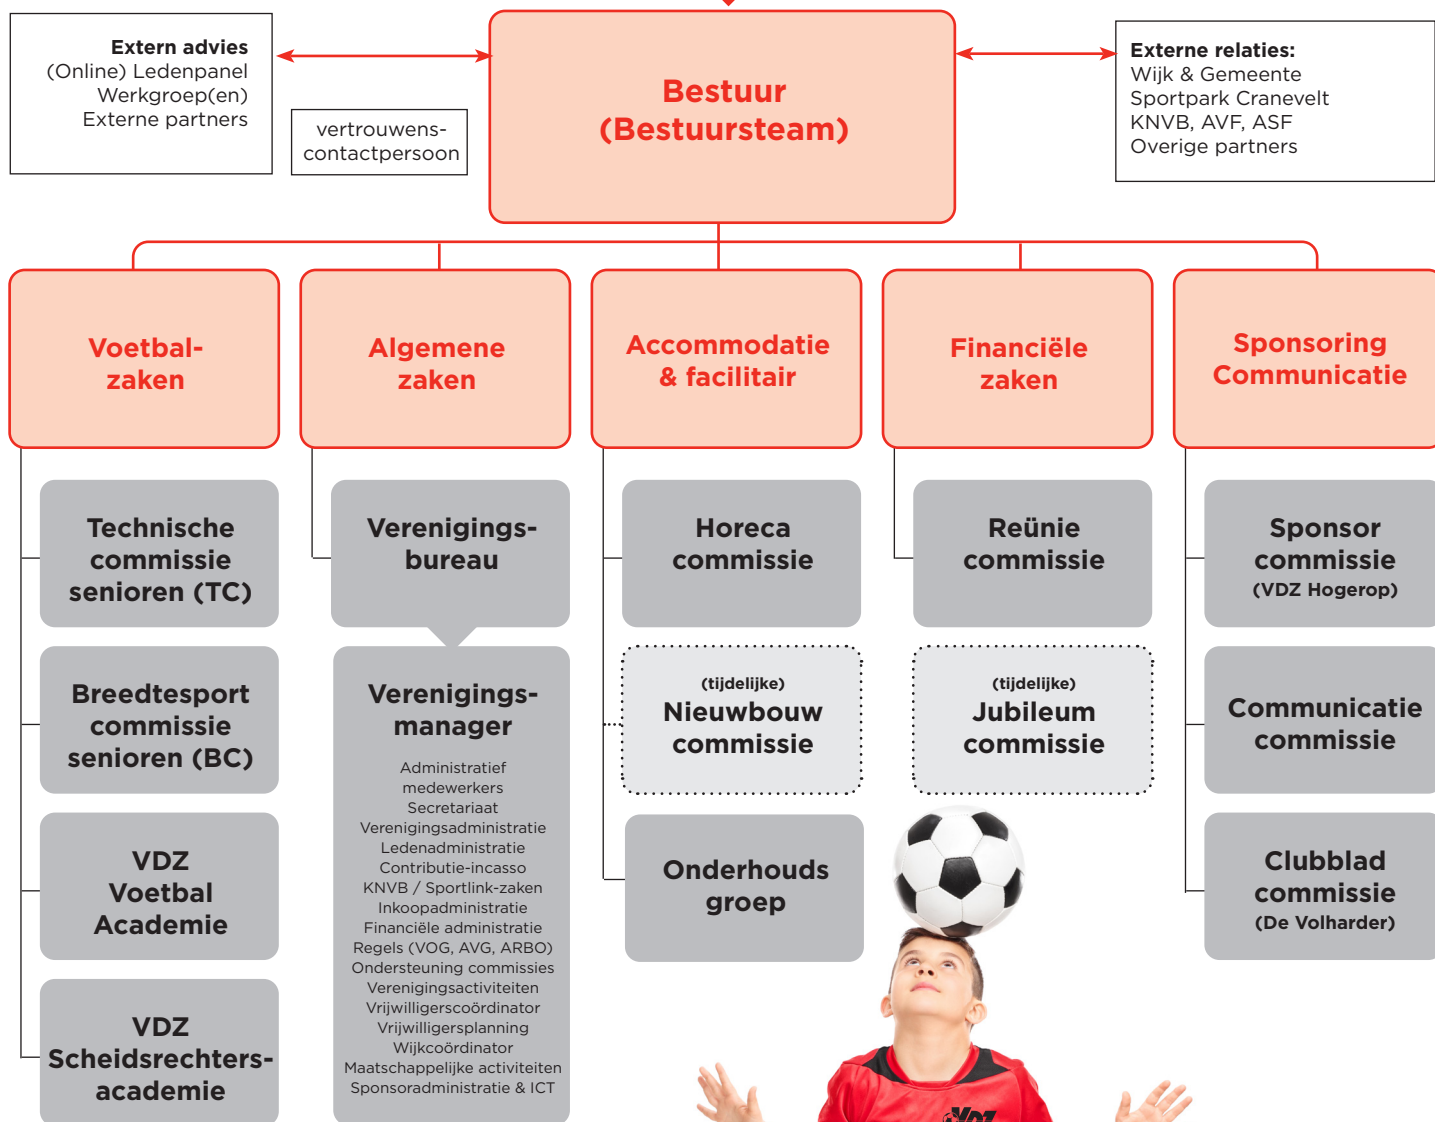 Extern advies
(Online) Ledenpanel
Werkgroep(en)
Externe partners
vertrouwens-
contactpersoon
Bestuur
(Bestuursteam)
Externe relaties:
Wijk & Gemeente
Sportpark Cranevelt
KNVB, AVF, ASF
Overige partners
Voetbal-
zaken
Algemene
zaken
Accommodatie
& facilitair
Financiële
zaken
Sponsoring
Communicatie
Technische
commissie
senioren (TC)
Breedtesport
commissie
senioren (BC)
VDZ
Voetbal
Academie
VDZ
Scheidsrechters-
academie
Verenigings-
bureau
Verenigings-
manager
Administratief
medewerkers
Secretariaat
Verenigingsadministratie
Ledenadministratie
Contributie-incasso
KNVB / Sportlink-zaken
Inkoopadministratie
Financiële administratie
Regels (VOG, AVG, ARBO)
Ondersteuning commissies
Verenigingsactiviteiten
Vrijwilligerscoördinator
Vrijwilligersplanning
Wijkcoördinator
Maatschappelijke activiteiten
Sponsoradministratie & ICT
Horeca
commissie
(tijdelijke)
Nieuwbouw
commissie
Onderhouds
groep
Reünie
commissie
(tijdelijke)
Jubileum
commissie
Sponsor
commissie
(VDZ Hogerop)
Communicatie
commissie
Clubblad
commissie
(De Volharder)
VDZ